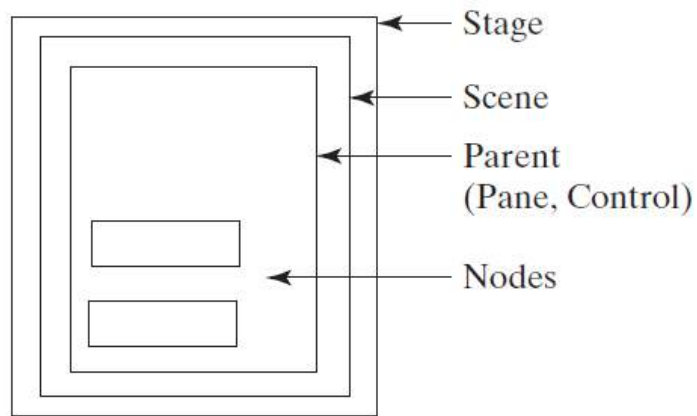 Stage
Scene
Parent
(Pane, Control)
Nodes